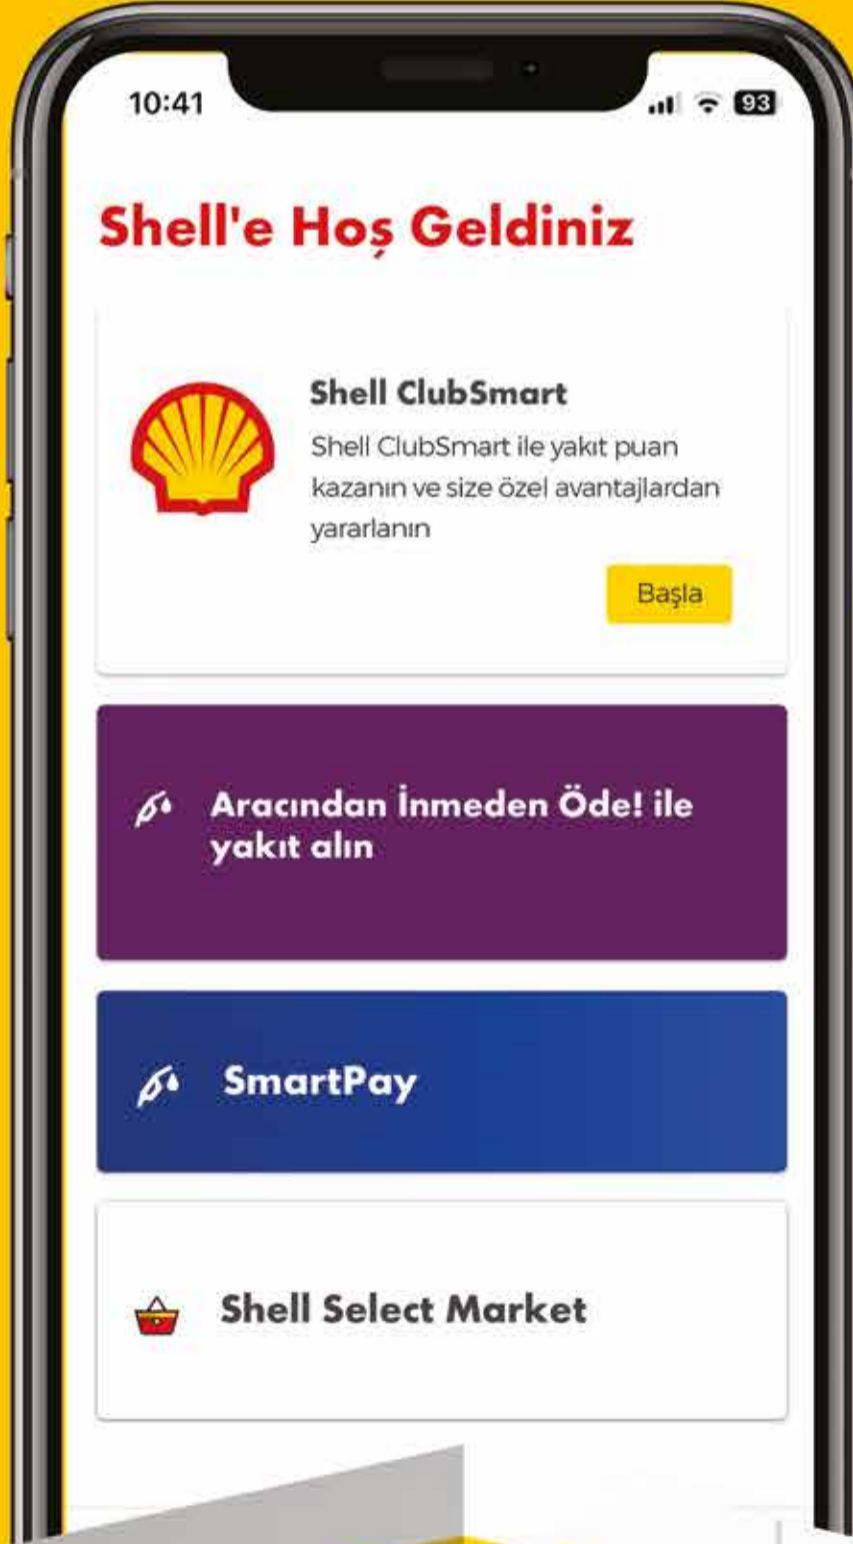 10:41
93
Shell'e Hoş Geldiniz
Shell ClubSmart
Shell ClubSmart ile yakıt puan
kazanın ve size özel avantajlardan
yararlanın
Başla
Aracından İnmeden Öde! ile
yakıt alın
SmartPay
Shell Select Market